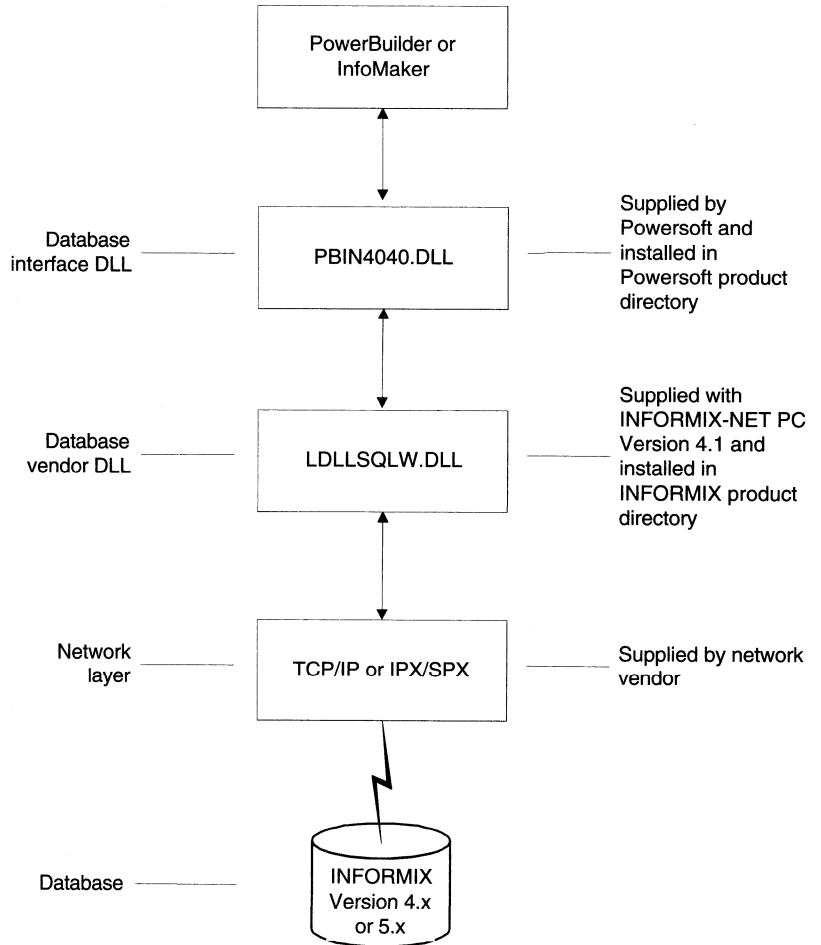 PowerBuilder or
InfoMaker
Database
interface DLL
PBIN4040.DLL
Supplied by
Powersoft and
installed in
Powersoft product
directory
Database
vendor DLL
LDLLSQLW.DLL
Supplied with
INFORMIX-NET PC
Version 4.1 and
installed in
INFORMIX product
directory
Network
layer
TCP/IP or IPX/SPX
Supplied by network
vendor
Database
INFORMIX
Version 4.x
or 5.x